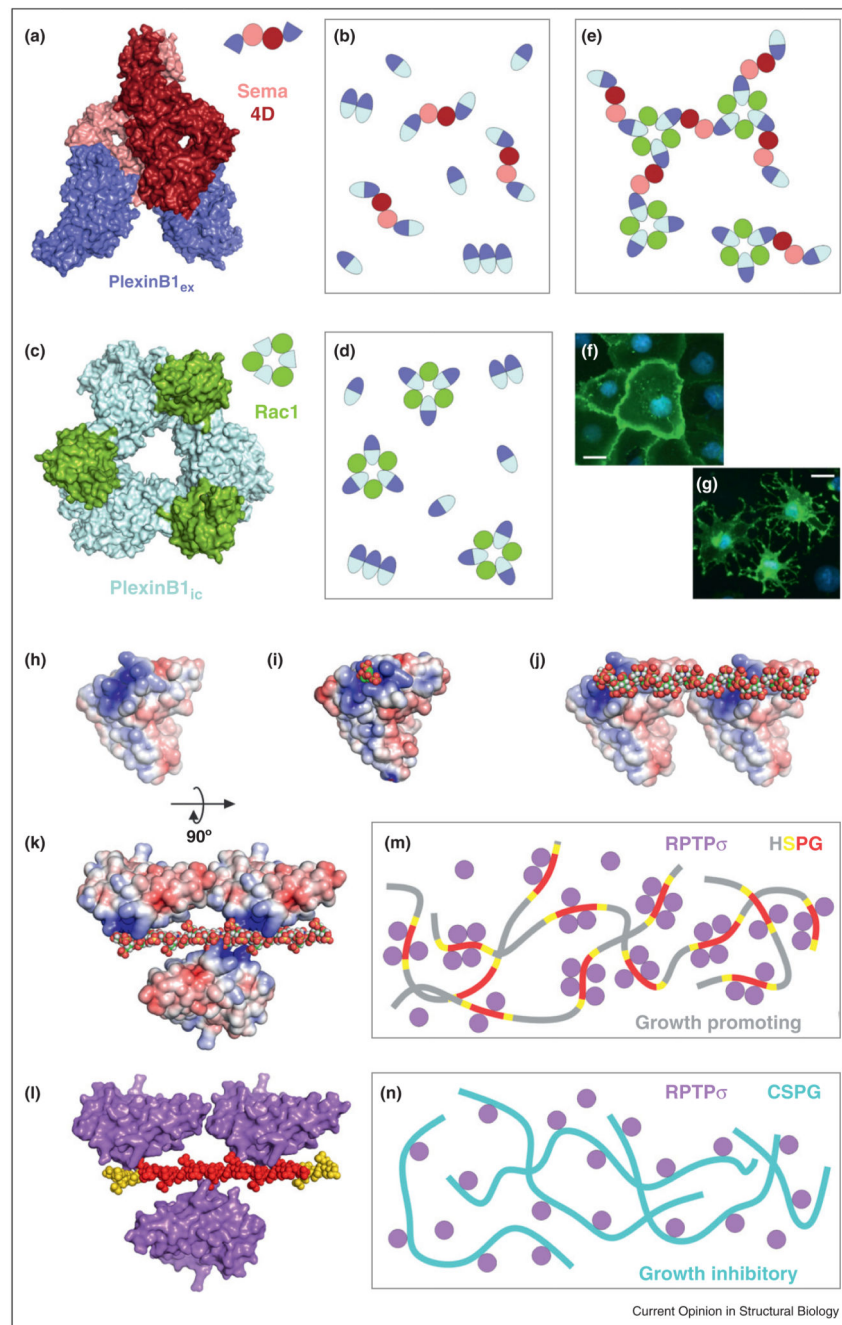 (a)
Sema
4D
PlexinB1ex
(b)
(e)
(c)
Rac1
PlexinB1ic
(d)
(f)
(g)
(h)
(i)
(j)
90°
(k)
(m)
RPTPσ
HSPG
Growth promoting
(l)
(n)
RPTPσ
CSPG
Growth inhibitory
Current Opinion in Structural Biology